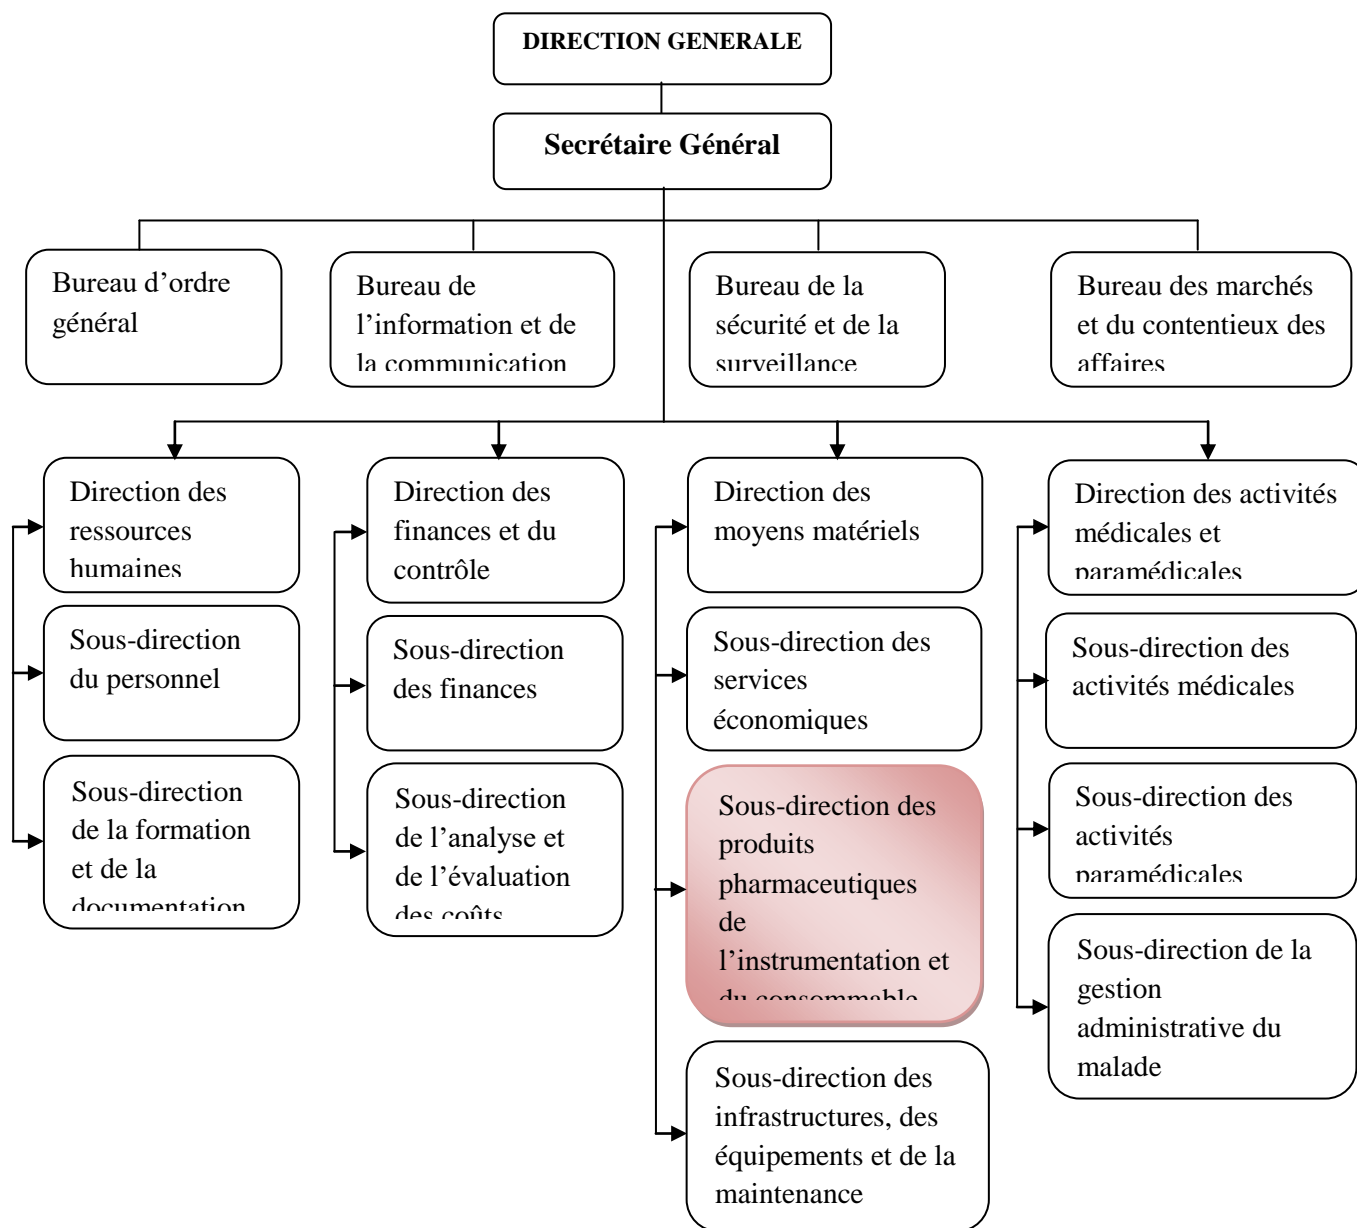 DIRECTION GENERALE
Secrétaire Général
Bureau d’ordre
général
Bureau de
l’information et de
la communication
Bureau de la
sécurité et de la
surveillance
Bureau des marchés
et du contentieux des
affaires
Direction des
ressources
humaines
Direction des
finances et du
contrôle
Direction des
moyens matériels
Direction des activités
médicales et
paramédicales
Sous-direction
du personnel
Sous-direction
des finances
Sous-direction des
services
économiques
Sous-direction des
activités médicales
Sous-direction
de la formation
et de la
documentation
Sous-direction
de l’analyse et
de l’évaluation
des coûts
Sous-direction des
produits
pharmaceutiques
de
l’instrumentation et
du consommable
Sous-direction des
activités
paramédicales
Sous-direction de la
gestion
administrative du
malade
Sous-direction des
infrastructures, des
équipements et de la
maintenance